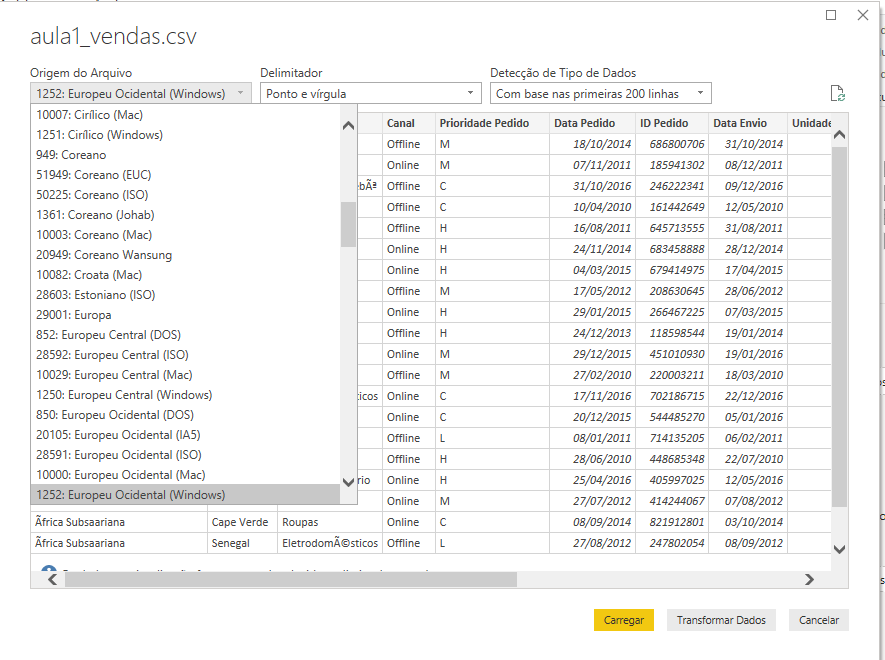 aula1_vendas.csv
Origem do Arquivo Delimitador Detecção de Tipo de Dados
1252: Europeu Ocidental (Windows) Ponto e vírgula Com base nas primeiras 200 linhas
10007: Cirílico (Mac)
1251: Cirílico (Windows)
949: Coreano
51949: Coreano (EUC)
50225: Coreano (ISO)
1361: Coreano (Johab)
10003: Coreano (Mac)
20949: Coreano Wansung
10082: Croata (Mac)
28603: Estoniano (ISO)
29001: Europa
852: Europeu Central (DOS)
28592: Europeu Central (ISO)
10029: Europeu Central (Mac)
1250: Europeu Central (Windows)
850: Europeu Ocidental (DOS)
20105: Europeu Ocidental (IA5)
28591: Europeu Ocidental (ISO)
10000: Europeu Ocidental (Mac)
1252: Europeu Ocidental (Windows)
Canal Prioridade Pedido Data Pedido ID Pedido Data Envio Unidade
Offline M 18/10/2014 686800706 31/10/2014
Online M 07/11/2011 185941302 08/12/2011
bÃª Offline C 31/10/2016 246222341 09/12/2016
Offline C 10/04/2010 161442649 12/05/2010
Offline H 16/08/2011 645713555 31/08/2011
Online H 24/11/2014 683458888 28/12/2014
Online H 04/03/2015 679414975 17/04/2015
Offline M 17/05/2012 208630645 28/06/2012
Online H 29/01/2015 266467225 07/03/2015
Offline H 24/12/2013 118598544 19/01/2014
Online M 29/12/2015 451010930 19/01/2016
Offline M 27/02/2010 220003211 18/03/2010
ticos Online C 17/11/2016 702186715 22/12/2016
Online C 20/12/2015 544485270 05/01/2016
Offline L 08/01/2011 714135205 06/02/2011
Offline H 28/06/2010 448685348 22/07/2010
rio Online H 25/04/2016 405997025 12/05/2016
Online M 27/07/2012 414244067 07/08/2012
Ãfrica Subsaariana Cape Verde Roupas Online C 08/09/2014 821912801 03/10/2014
Ãfrica Subsaariana Senegal EletrodomÃ©sticos Offline L 27/08/2012 247802054 08/09/2012
Carregar Transformar Dados Cancelar